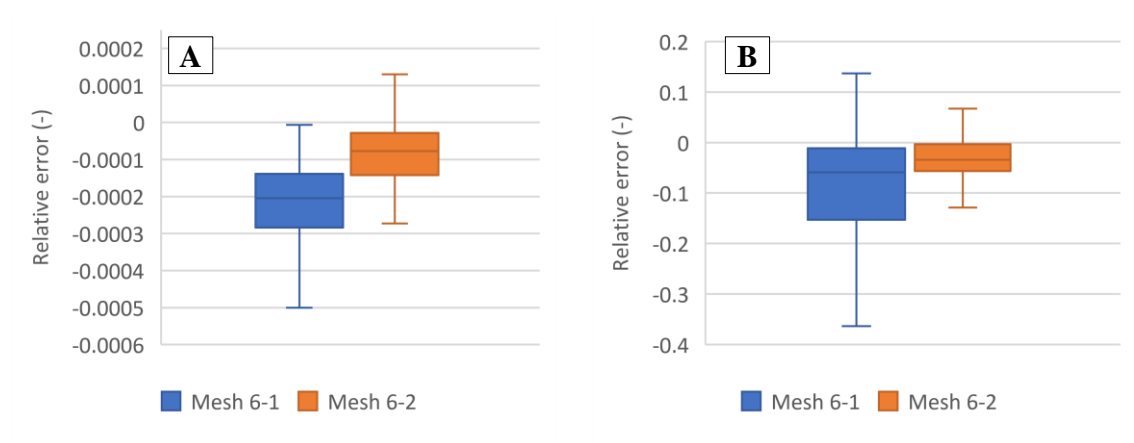 A
Relative error (-)
0.0002
0.0001
0
-0.0001
-0.0002
-0.0003
-0.0004
-0.0005
-0.0006
Mesh 6-1 Mesh 6-2
B
Relative error (-)
0.2
0.1
0
-0.1
-0.2
-0.3
-0.4
Mesh 6-1 Mesh 6-2